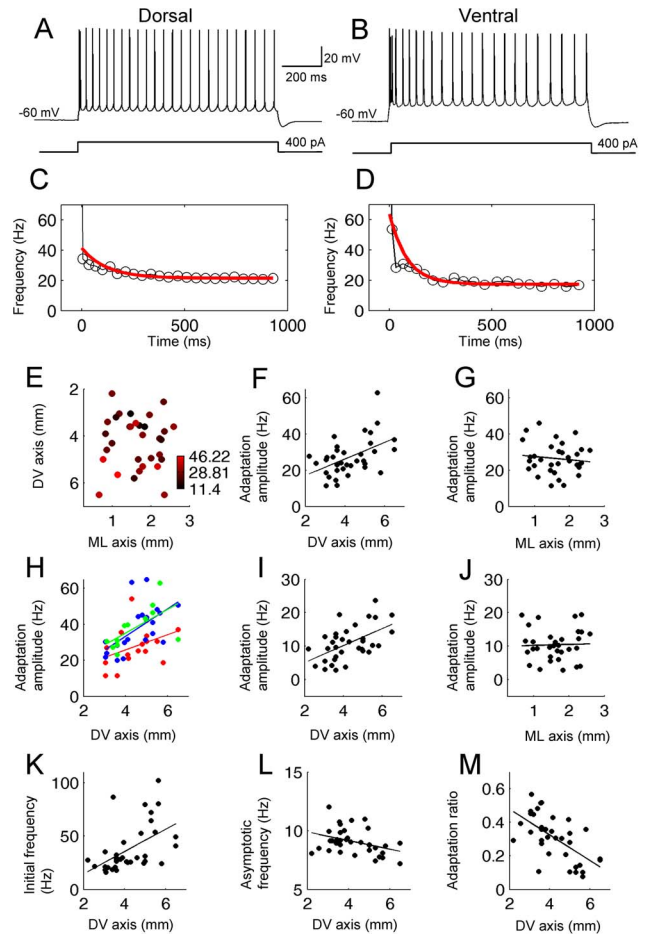 Dorsal
Ventral
A
B
20 mV
200 ms
-60 mV
-60 mV
400 pA
400 pA
C
D
Frequency (Hz)
60
40
20
0
0
500
1000
Time (ms)
Frequency (Hz)
60
40
20
0
0
500
1000
Time (ms)
E
F
G
DV axis (mm)
2
4
6
46.22
28.81
11.4
1
2
3
ML axis (mm)
Adaptation
amplitude (Hz)
60
40
20
0
2
4
6
DV axis (mm)
Adaptation
amplitude (Hz)
60
40
20
0
1
2
3
ML axis (mm)
H
I
J
Adaptation
amplitude (Hz)
60
40
20
0
2
4
6
DV axis (mm)
Adaptation
amplitude (Hz)
30
20
10
0
2
4
6
DV axis (mm)
Adaptation
amplitude (Hz)
30
20
10
0
1
2
3
ML axis (mm)
K
L
M
Initial frequency
(Hz)
100
50
0
2
4
6
DV axis (mm)
Asymptotic
frequency (Hz)
15
10
5
2
4
6
DV axis (mm)
Adaptation ratio
0.6
0.4
0.2
0
2
4
6
DV axis (mm)